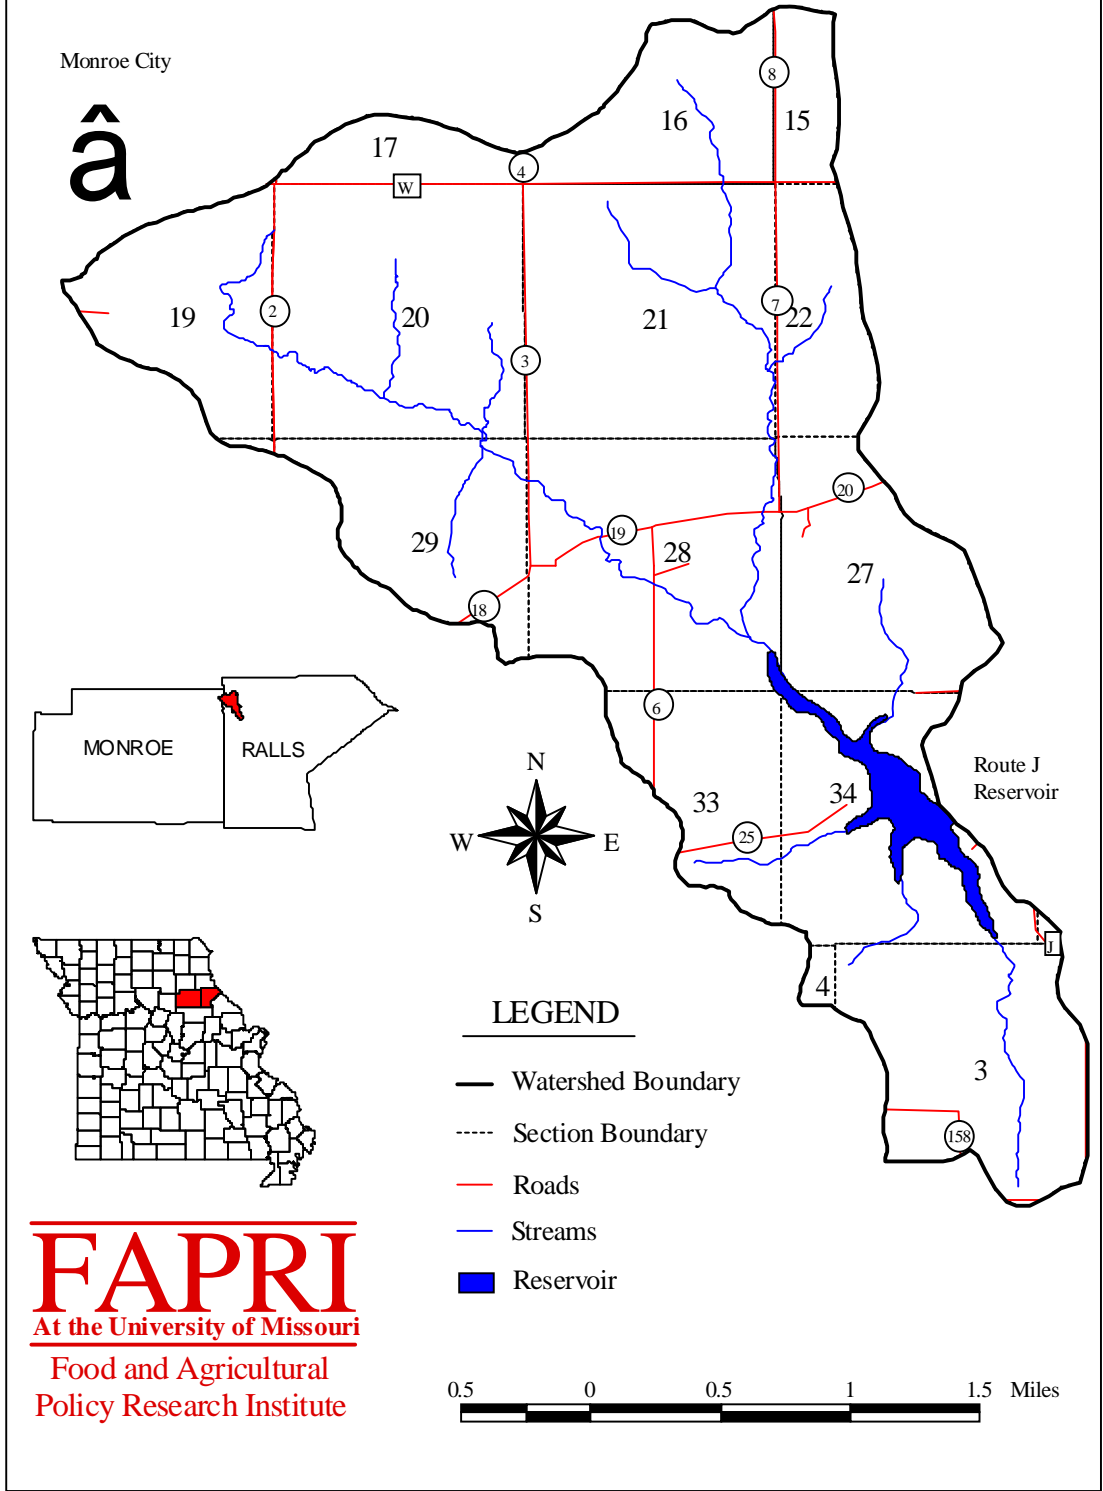 Monroe City
â
8
16
15
17
4
W
19
2
20
3
21
7
22
20
29
19
28
27
18
6
MONROE
RALLS
N
W
E
S
Route J
Reservoir
33
34
25
J
4
3
158
LEGEND
Watershed Boundary
Section Boundary
Roads
Streams
Reservoir
FAPRI
At the University of Missouri
Food and Agricultural
Policy Research Institute
0.5 0 0.5 1 1.5 Miles